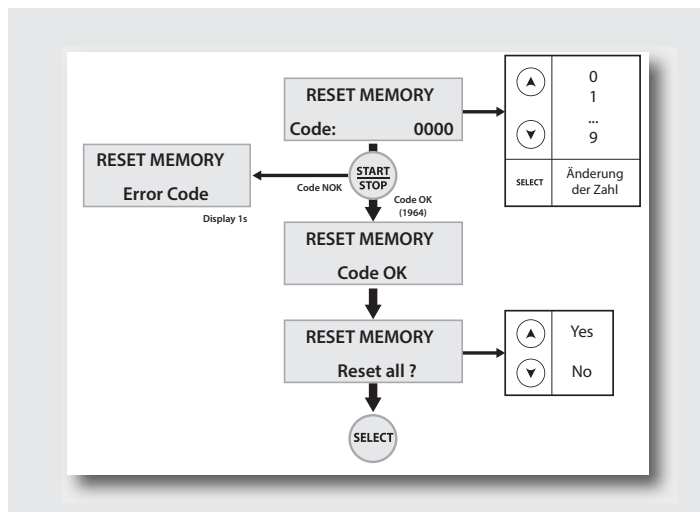 RESET MEMORY
Code: 0000
0
1
...
9
SELECT
Änderung
der Zahl
START
STOP
Code NOK
RESET MEMORY
Error Code
Display 1s
Code OK
(1964)
RESET MEMORY
Code OK
RESET MEMORY
Reset all ?
Yes
No
SELECT